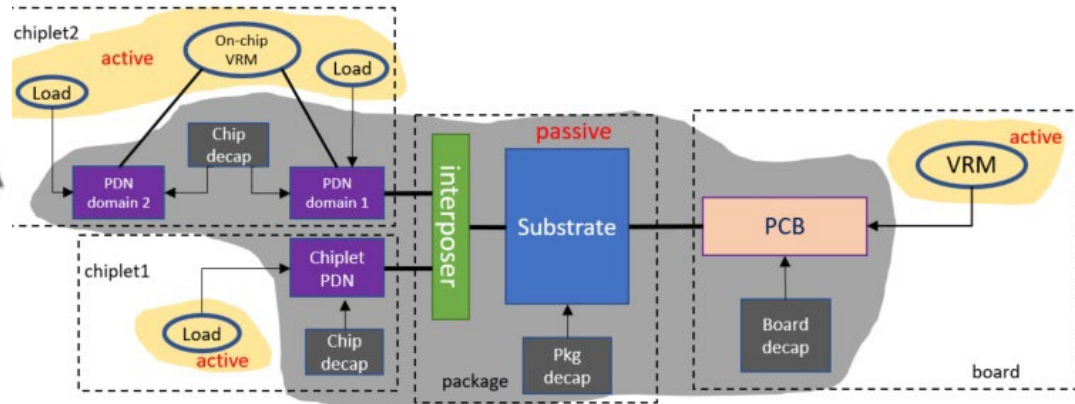 chiplet2
active
On-chip
VRM
Load
Load
Chip
decap
PDN
domain 2
PDN
domain 1
chiplet1
Chiplet
PDN
Load
active
Chip
decap
passive
interposer
Substrate
Pkg
decap
package
active
VRM
PCB
Board
decap
board